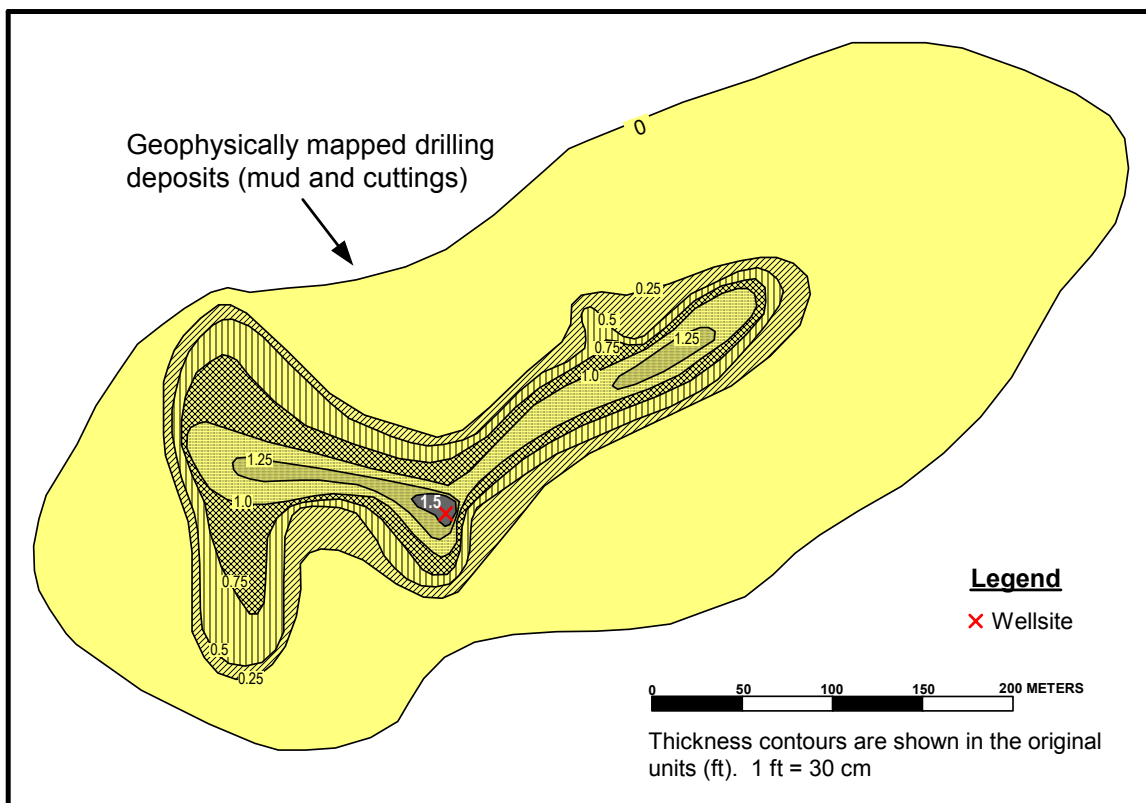 0
Geophysically mapped drilling
deposits (mud and cuttings)
0.25
0.5
0.75
1.25
1.0
1.25
1.5
1.0
0.75
0.5
0.25
Legend
Wellsite
0 50 100 150 200 METERS
Thickness contours are shown in the original
units (ft). 1 ft = 30 cm